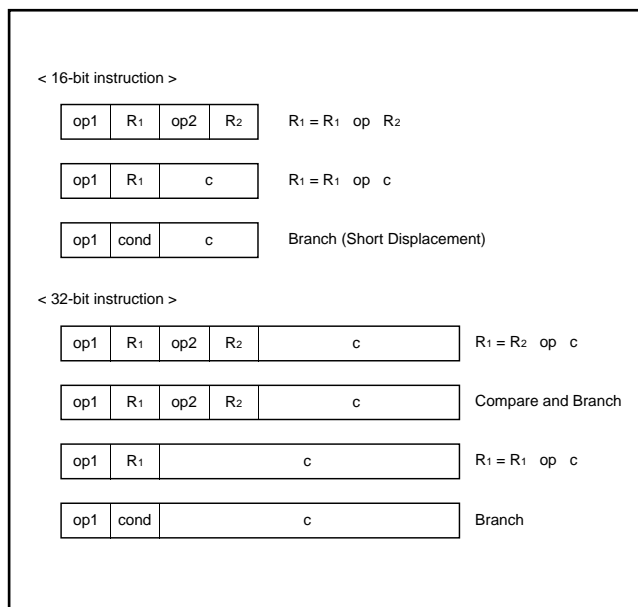 < 16-bit instruction >
op1 R1 op2 R2 R1 = R1 op R2
op1 R1 c R1 = R1 op c
op1 cond c Branch (Short Displacement)
< 32-bit instruction >
op1 R1 op2 R2 c R1 = R2 op c
op1 R1 op2 R2 c Compare and Branch
op1 R1 c R1 = R1 op c
op1 cond c Branch